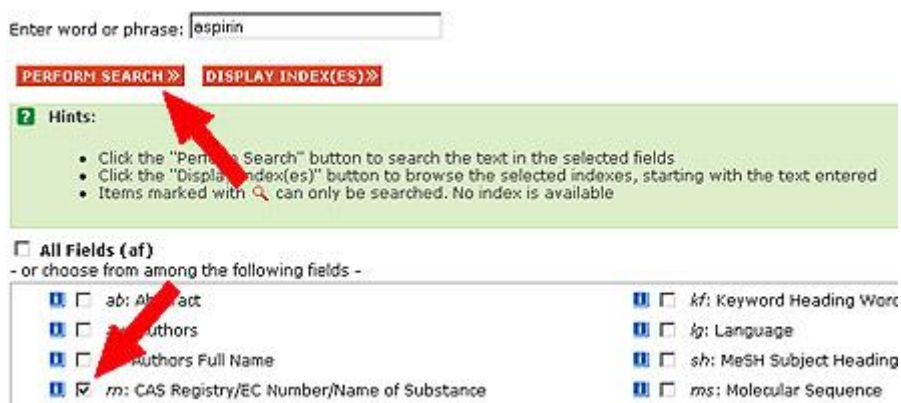 Enter word or phrase: aspirin
PERFORM SEARCH » DISPLAY INDEX(ES) »
? Hints:
• Click the "Perform Search" button to search the text in the selected fields
• Click the "Display Index(es)" button to browse the selected indexes, starting with the text entered
• Items marked with can only be searched. No index is available
All Fields (af)
- or choose from among the following fields -
ab: Abstract kf: Keyword Heading Word
Authors lg: Language
Authors Full Name sh: MeSH Subject Heading
rn: CAS Registry/EC Number/Name of Substance ms: Molecular Sequence